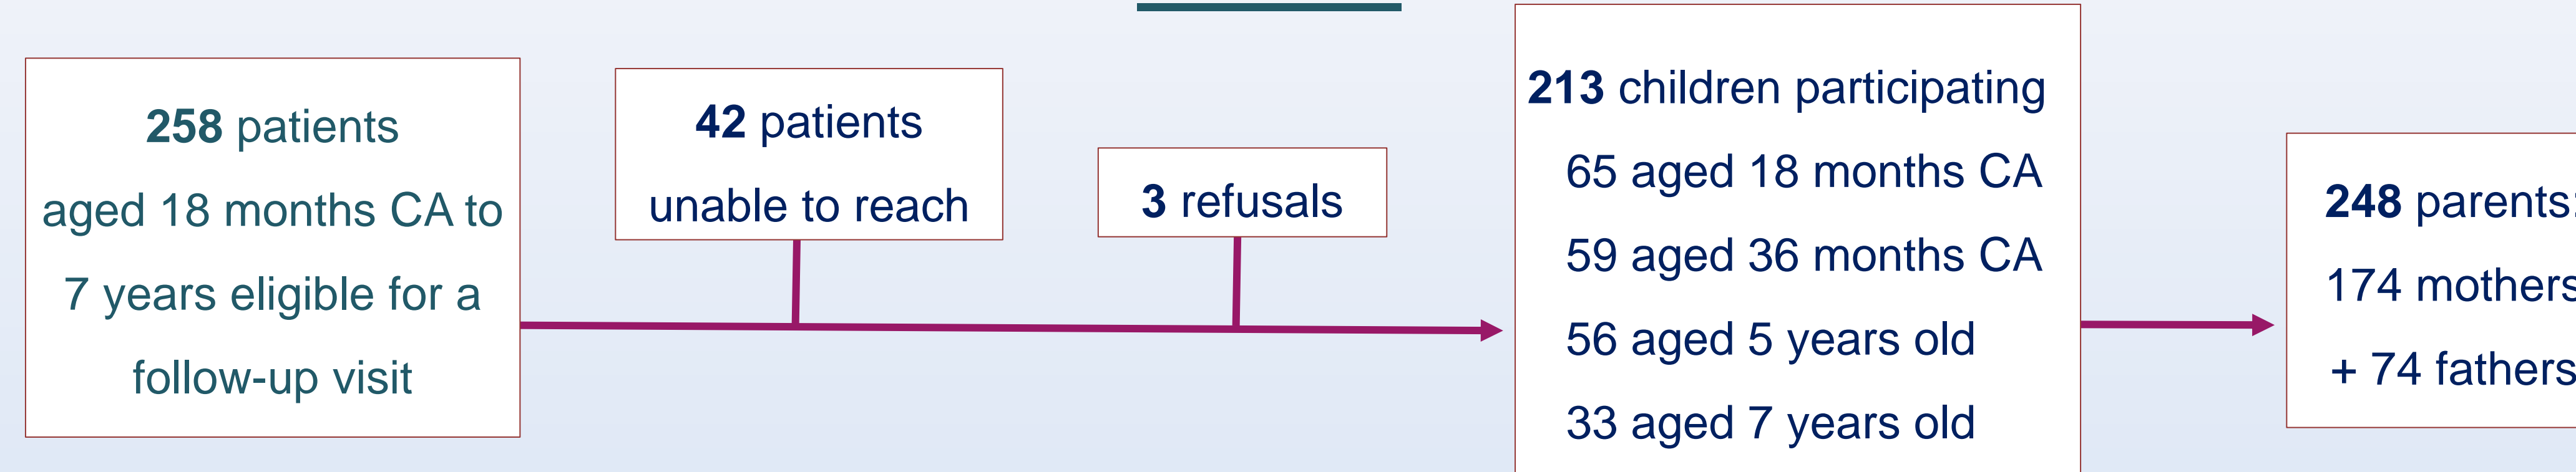 258 patients
aged 18 months CA to
7 years eligible for a
follow-up visit
42 patients
unable to reach
3 refusals
213 children participating
65 aged 18 months CA
59 aged 36 months CA
56 aged 5 years old
33 aged 7 years old
248 parents:
174 mothers
+ 74 fathers